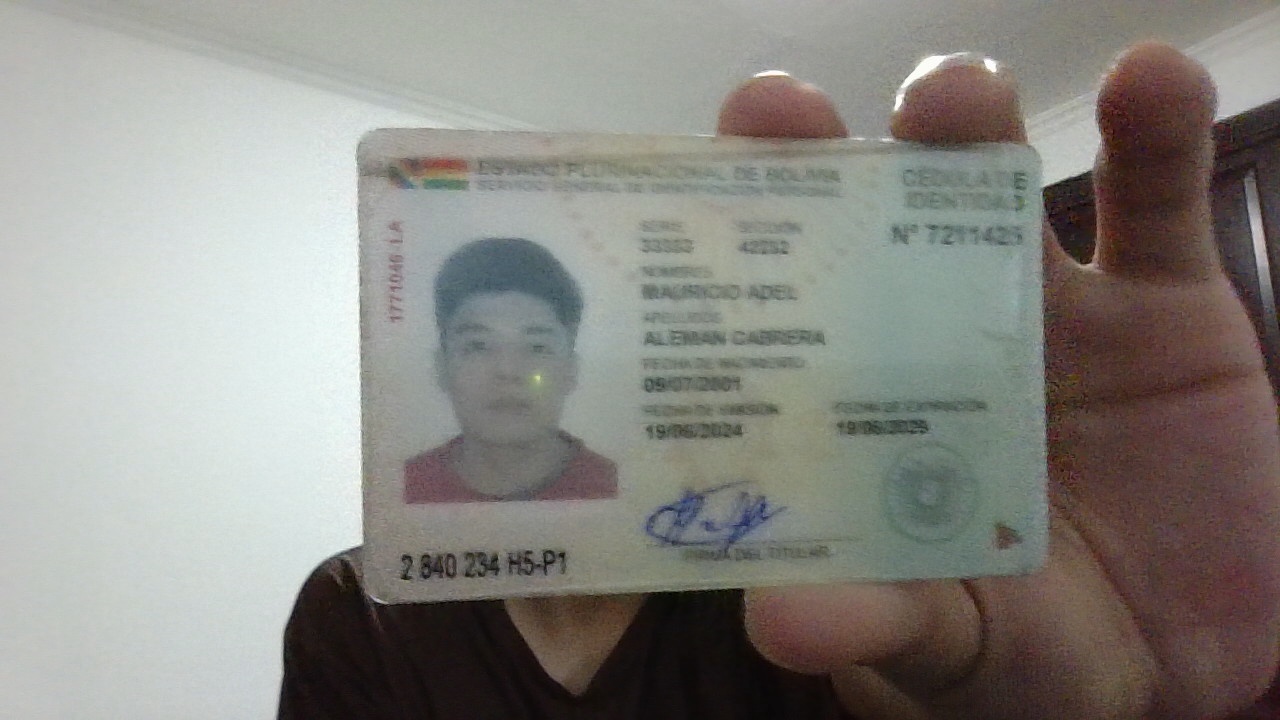 ESTADO PLURINACIONAL DE BOLIVIA
SERVICIO GENERAL DE IDENTIFICACIÓN PERSONAL
CÉDULA DE
IDENTIDAD
N° 7211425
1771046-LA
SERIE SECCIÓN
33353 42252
NOMBRES
MAURICIO ADEL
APELLIDOS
ALEMAN CABRERA
FECHA DE NACIMIENTO
09/07/2001
FECHA DE EMISIÓN FECHA DE EXPIRACIÓN
19/06/2024 19/06/2029
FIRMA DEL TITULAR
2 840 234 H5-P1